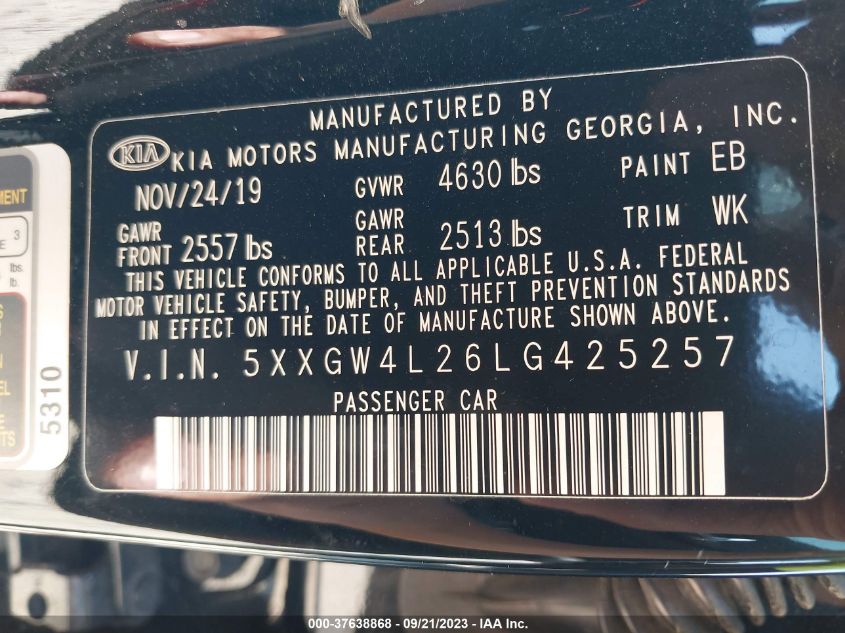 MANUFACTURED BY
KIA KIA MOTORS MANUFACTURING GEORGIA, INC.
NOV/24/19 GVWR 4630 lbs PAINT EB
GAWR FRONT 2557 lbs GAWR REAR 2513 lbs TRIM WK
THIS VEHICLE CONFORMS TO ALL APPLICABLE U.S.A. FEDERAL
MOTOR VEHICLE SAFETY, BUMPER, AND THEFT PREVENTION STANDARDS
IN EFFECT ON THE DATE OF MANUFACTURE SHOWN ABOVE.
V.I.N. 5XXGW4L26LG425257
PASSENGER CAR
3
lbs.
lb.
5310
000-37638868 - 09/21/2023 - IAA Inc.